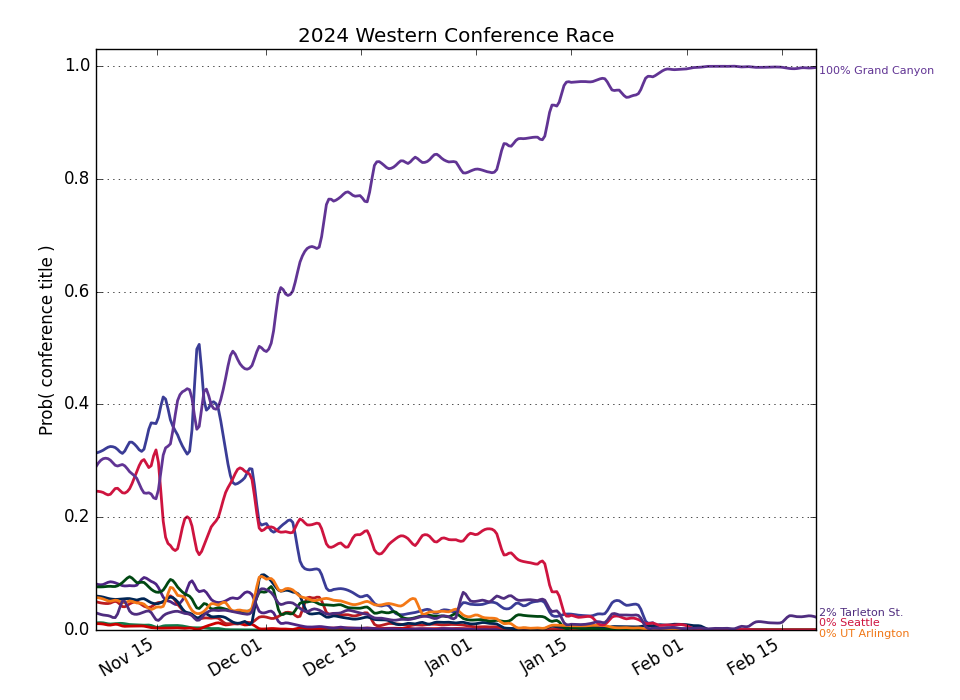 2024 Western Conference Race
1.0
0.8
0.6
0.4
0.2
0.0
Prob( conference title )
100% Grand Canyon
2% Tarleton St.
0% Seattle
0% UT Arlington
Nov 15
Dec 01
Dec 15
Jan 01
Jan 15
Feb 01
Feb 15